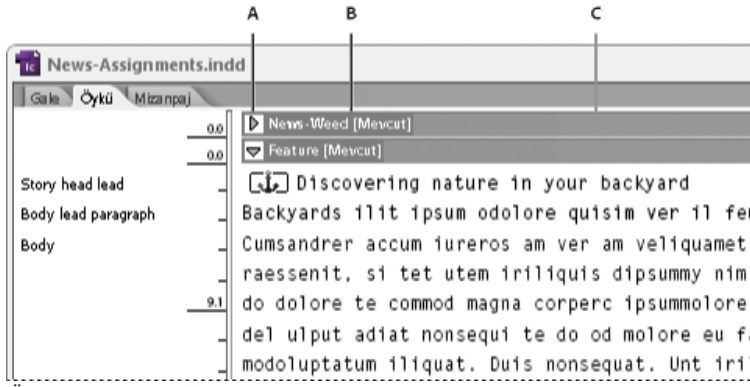 A B C
News-Assignments.indd
Gale Öykü Mizanpaj
0.0 News-Weed [Mevcut]
0.0 Feature [Mevcut]
Story head lead Discovering nature in your backyard
Body lead paragraph Backyards ilit ipsum odolore quisim ver il feu
Body Cumsandrer accum iureros am ver am veliquamet
raessenit, si tet utem iriliquis dipsummy nim
9.1 do dolore te commod magna corperc ipsummolore
del ulput adiat nonsequi te do od molore eu fa
modoluptatum iliquat. Duis nonsequat. Unt iril